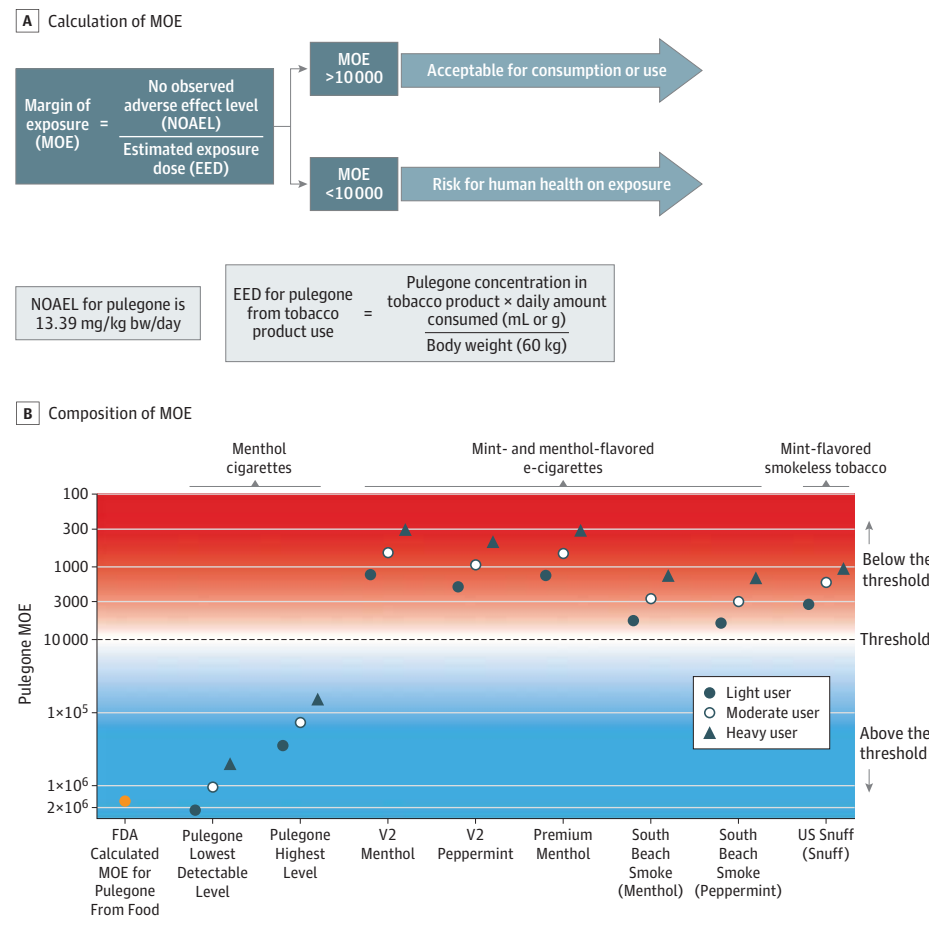 A Calculation of MOE
Margin of
exposure
(MOE)
=
No observed
adverse effect level
(NOAEL)
Estimated exposure
dose (EED)
MOE
>10 000
Acceptable for consumption or use
MOE
<10 000
Risk for human health on exposure
NOAEL for pulegone is
13.39 mg/kg bw/day
EED for pulegone
from tobacco
product use
=
Pulegone concentration in
tobacco product × daily amount
consumed (mL or g)
Body weight (60 kg)
B Composition of MOE
Menthol
cigarettes
Mint- and menthol-flavored
e-cigarettes
Mint-flavored
smokeless tobacco
Pulegone MOE
100
300
1000
3000
10 000
1×10⁵
1×10⁶
2×10⁶
Below the
threshold
Threshold
Above the
threshold
Light user
Moderate user
Heavy user
FDA
Calculated
MOE for
Pulegone
From Food
Pulegone
Lowest
Detectable
Level
Pulegone
Highest
Level
V2
Menthol
V2
Peppermint
Premium
Menthol
South
Beach
Smoke
(Menthol)
South
Beach
Smoke
(Peppermint)
US Snuff
(Snuff)